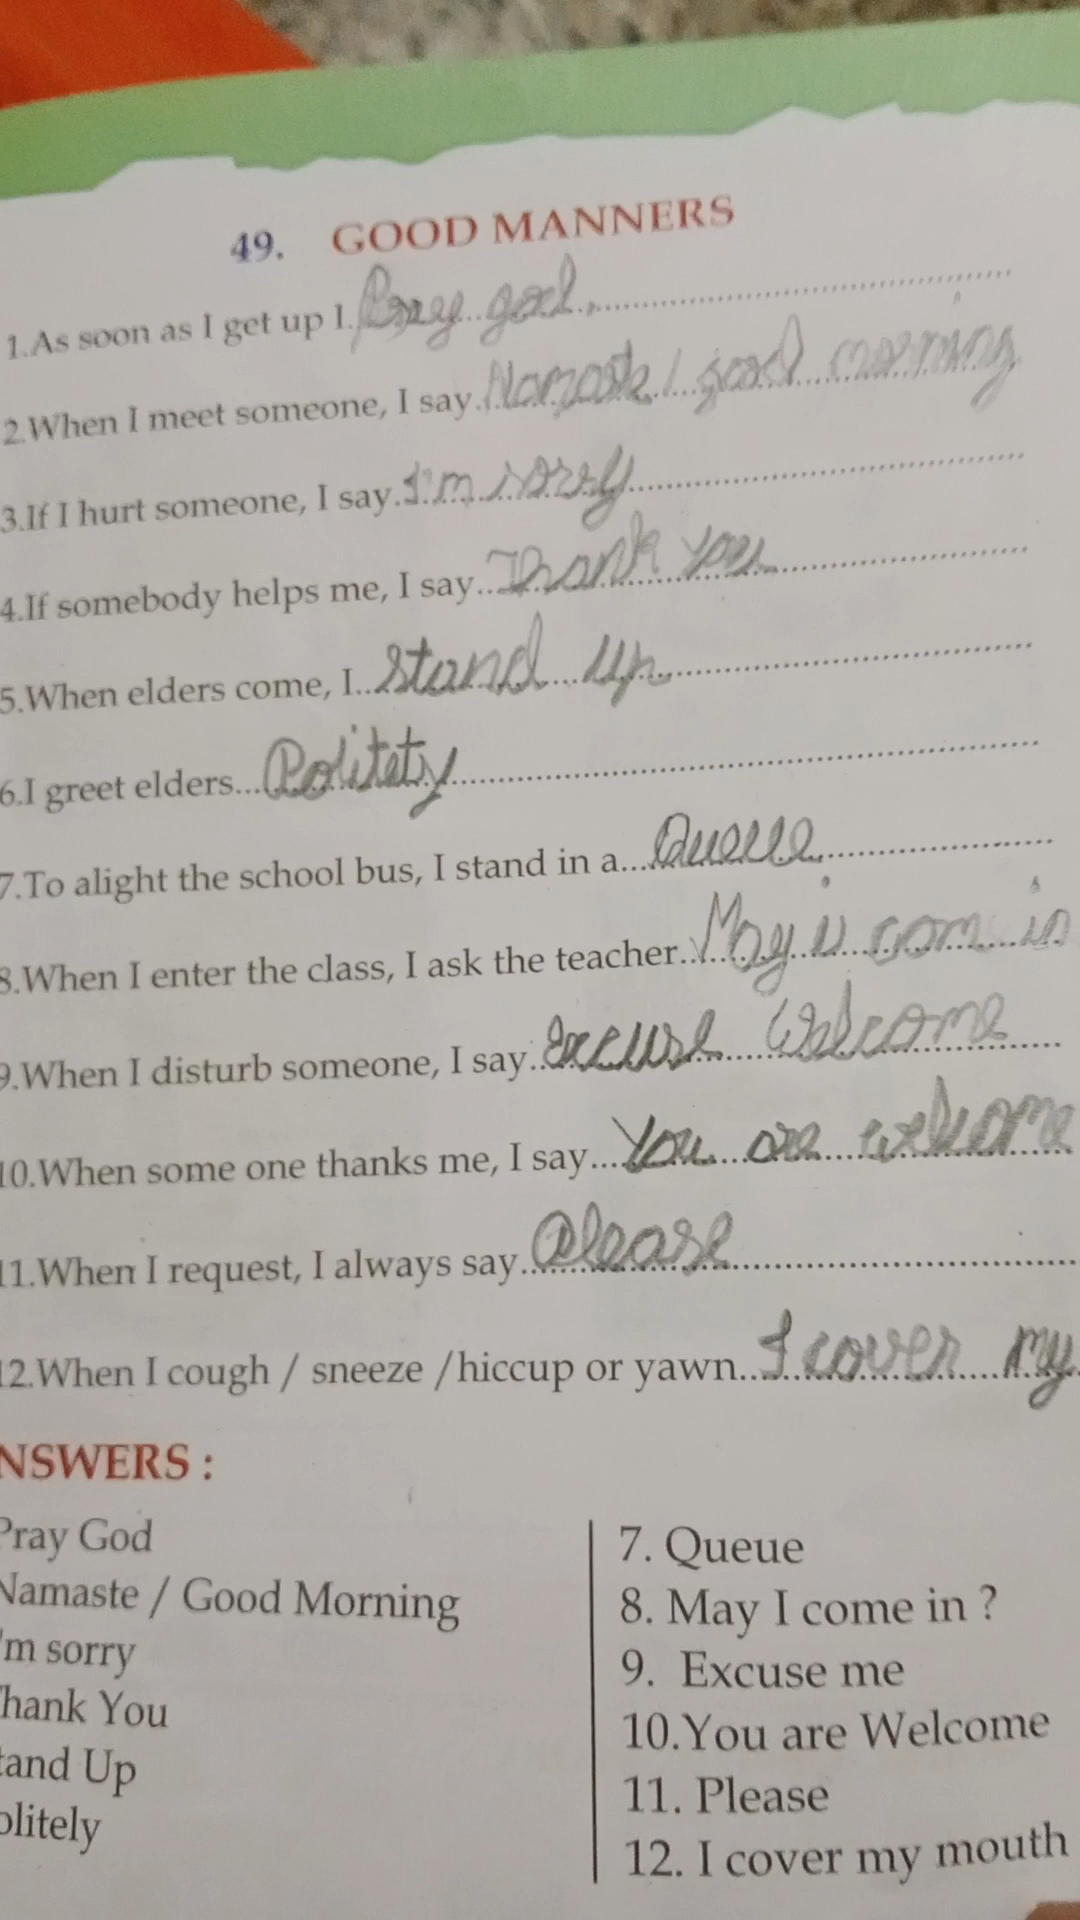 49. GOOD MANNERS
1.As soon as I get up I. Pray god.
2.When I meet someone, I say. Namaste / good morning
3.If I hurt someone, I say. I'm sorry
4.If somebody helps me, I say.. Thank You
5.When elders come, I.. Stand up
6.I greet elders... Politety
7.To alight the school bus, I stand in a... Queue
8.When I enter the class, I ask the teacher.. May i com in
9.When I disturb someone, I say.. Excuse Welcome
10.When some one thanks me, I say... You are welcome
11.When I request, I always say.. Please
12.When I cough / sneeze /hiccup or yawn.. I cover my
NSWERS :
Pray God
Namaste / Good Morning
'm sorry
hank You
tand Up
olitely
7. Queue
8. May I come in ?
9. Excuse me
10.You are Welcome
11. Please
12. I cover my mouth